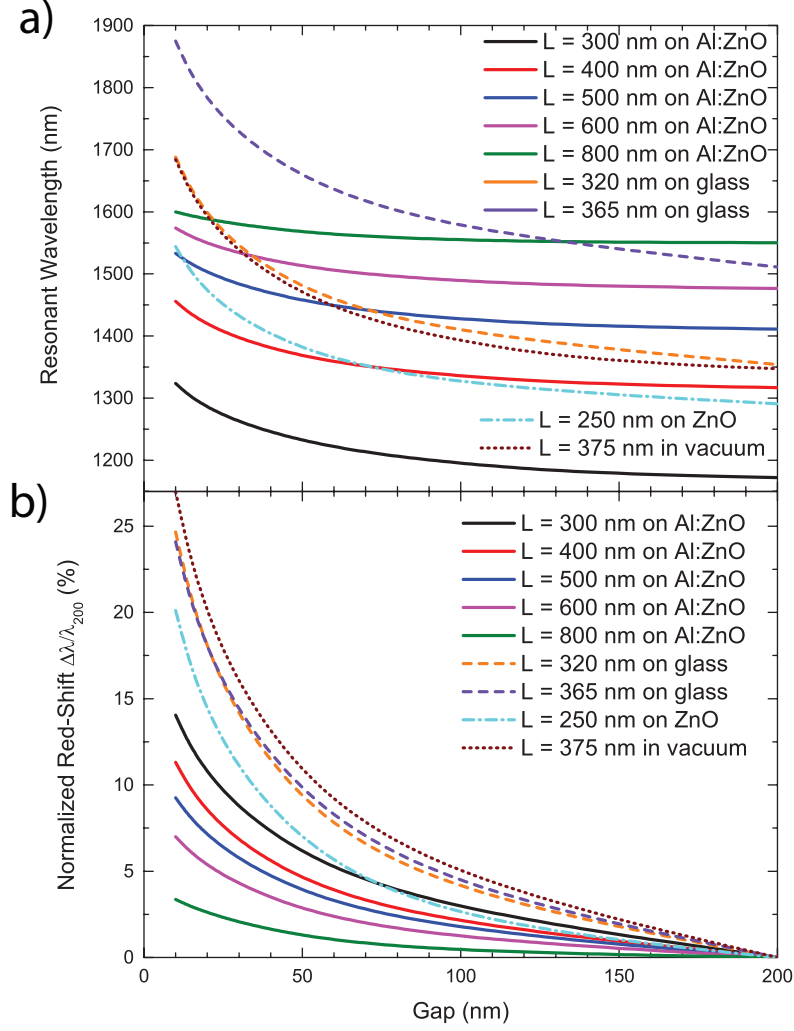 a)
1900
1800
1700
1600
1500
1400
1300
1200
Resonant Wavelength (nm)
L = 300 nm on Al:ZnO
L = 400 nm on Al:ZnO
L = 500 nm on Al:ZnO
L = 600 nm on Al:ZnO
L = 800 nm on Al:ZnO
L = 320 nm on glass
L = 365 nm on glass
L = 250 nm on ZnO
L = 375 nm in vacuum
b)
25
20
15
10
5
0
Normalized Red-Shift Δλ/λ200 (%)
L = 300 nm on Al:ZnO
L = 400 nm on Al:ZnO
L = 500 nm on Al:ZnO
L = 600 nm on Al:ZnO
L = 800 nm on Al:ZnO
L = 320 nm on glass
L = 365 nm on glass
L = 250 nm on ZnO
L = 375 nm in vacuum
0 50 100 150 200
Gap (nm)